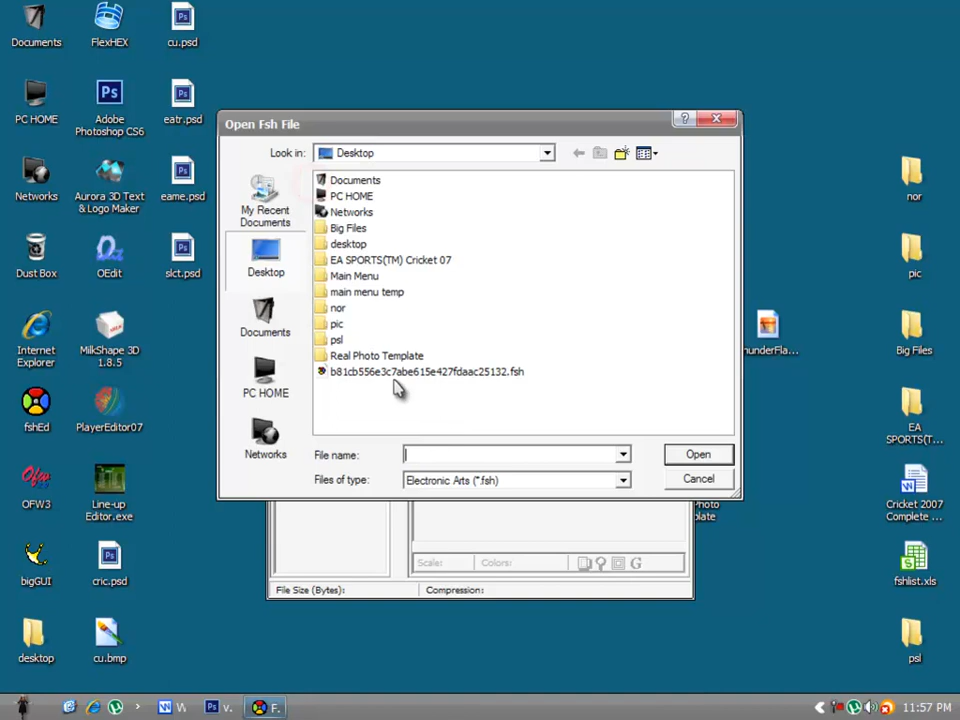 Documents
FlexHEX
cu.psd
PC HOME
Adobe
Photoshop CS6
eatr.psd
Networks
Aurora 3D Text
& Logo Maker
eame.psd
Dust Box
OEdit
slct.psd
Internet
Explorer
MilkShape 3D
1.8.5
fshEd
PlayerEditor07
OFW3
Line-up
Editor.exe
bigGUI
cric.psd
desktop
cu.bmp
Open Fsh File
Look in:
Desktop
My Recent
Documents
Desktop
Documents
PC HOME
Networks
Documents
PC HOME
Networks
Big Files
desktop
EA SPORTS(TM) Cricket 07
Main Menu
main menu temp
nor
pic
psl
Real Photo Template
b81cb556e3c7abe615e427fdaac25132.fsh
File name:
Open
Files of type:
Electronic Arts (*.fsh)
Cancel
Scale:
Colors:
G
File Size (Bytes):
Compression:
hunderFla...
Photo
plate
nor
pic
Big Files
EA
SPORTS(T...
Cricket 2007
Complete ...
fshlist.xls
psl
W
Ps
v.
F.
11:57 PM